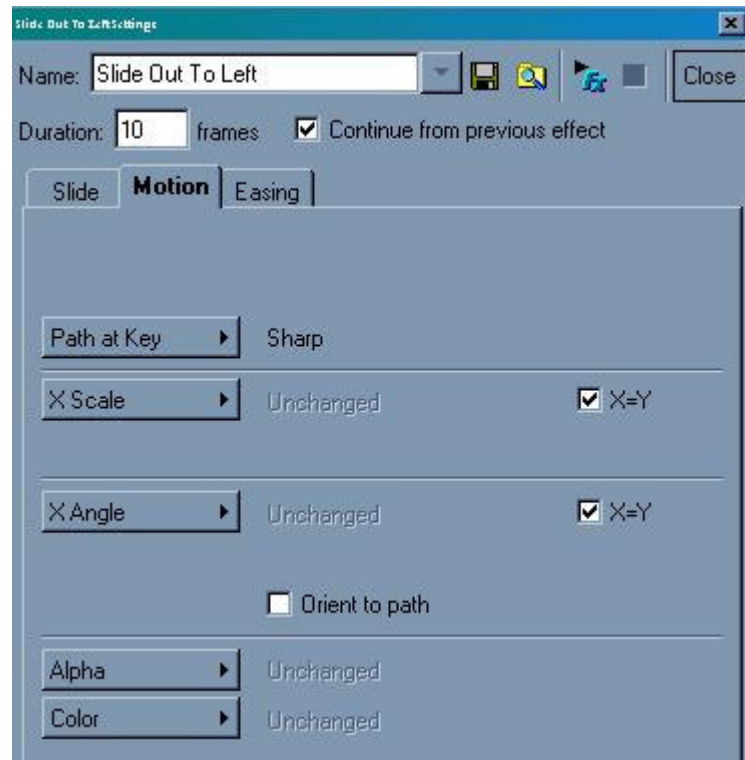 Slide Out To Left Settings
Name: Slide Out To Left Fx Close
Duration: 10 frames Continue from previous effect
Slide Motion Easing
Path at Key Sharp
X Scale Unchanged X=Y
X Angle Unchanged X=Y
Orient to path
Alpha Unchanged
Color Unchanged